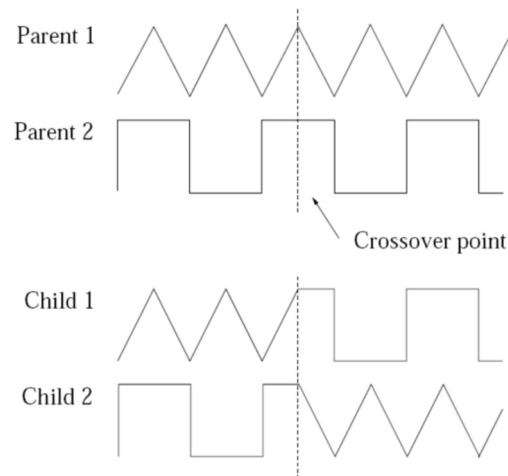 Parent 1
Parent 2
Crossover point
Child 1
Child 2